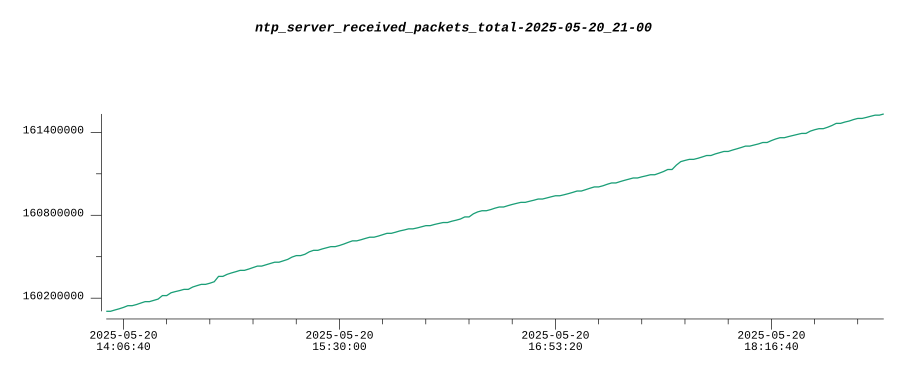 ntp_server_received_packets_total-2025-05-20_21-00
161400000
160800000
160200000
2025-05-20 2025-05-20 2025-05-20 2025-05-20
14:06:40 15:30:00 16:53:20 18:16:40